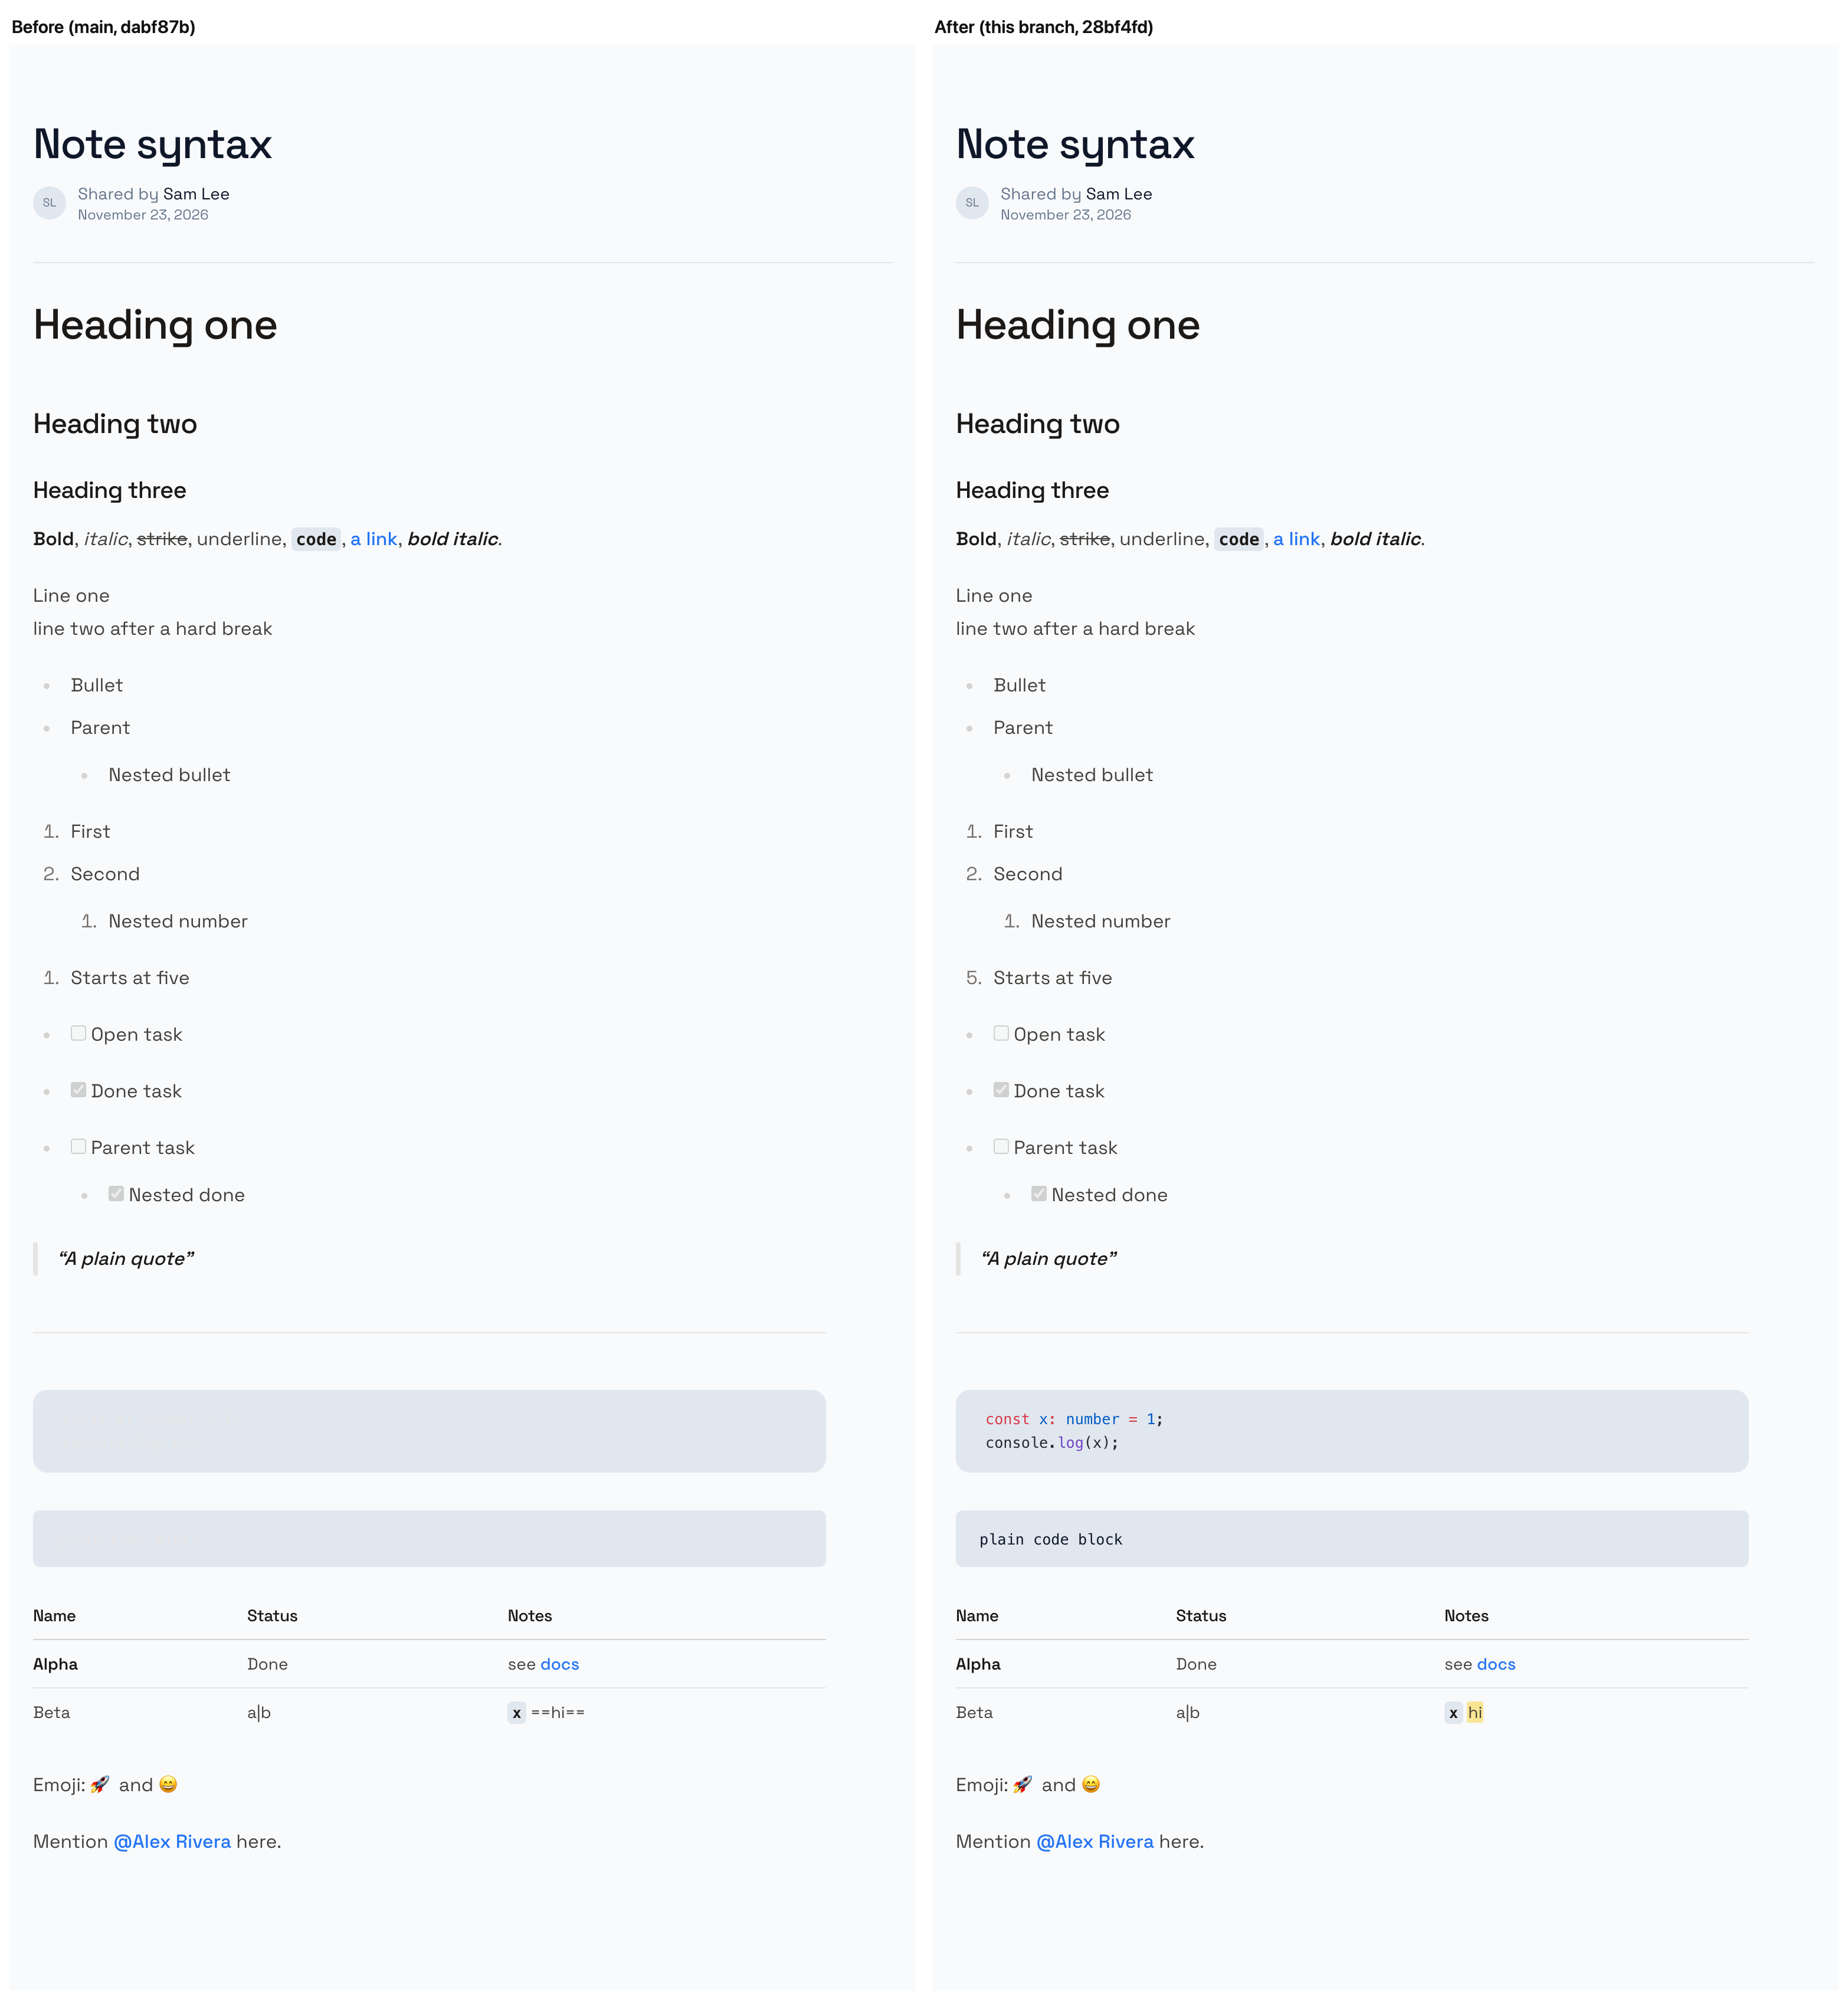 Before (main, dabf87b)
Note syntax
SL
Shared by Sam Lee
November 23, 2026
Heading one
Heading two
Heading three
Bold, italic, strike, underline, code, a link, bold italic.
Line one
line two after a hard break
• Bullet
• Parent
• Nested bullet
1. First
2. Second
1. Nested number
1. Starts at five
• Open task
• Done task
• Parent task
• Nested done
“A plain quote”
Name Status Notes
Alpha Done see docs
Beta a|b x ==hi==
Emoji: 🚀 and 😄
Mention @Alex Rivera here.
After (this branch, 28bf4fd)
Note syntax
SL
Shared by Sam Lee
November 23, 2026
Heading one
Heading two
Heading three
Bold, italic, strike, underline, code, a link, bold italic.
Line one
line two after a hard break
• Bullet
• Parent
• Nested bullet
1. First
2. Second
1. Nested number
5. Starts at five
• Open task
• Done task
• Parent task
• Nested done
“A plain quote”
const x: number = 1;
console.log(x);
plain code block
Name Status Notes
Alpha Done see docs
Beta a|b x hi
Emoji: 🚀 and 😄
Mention @Alex Rivera here.